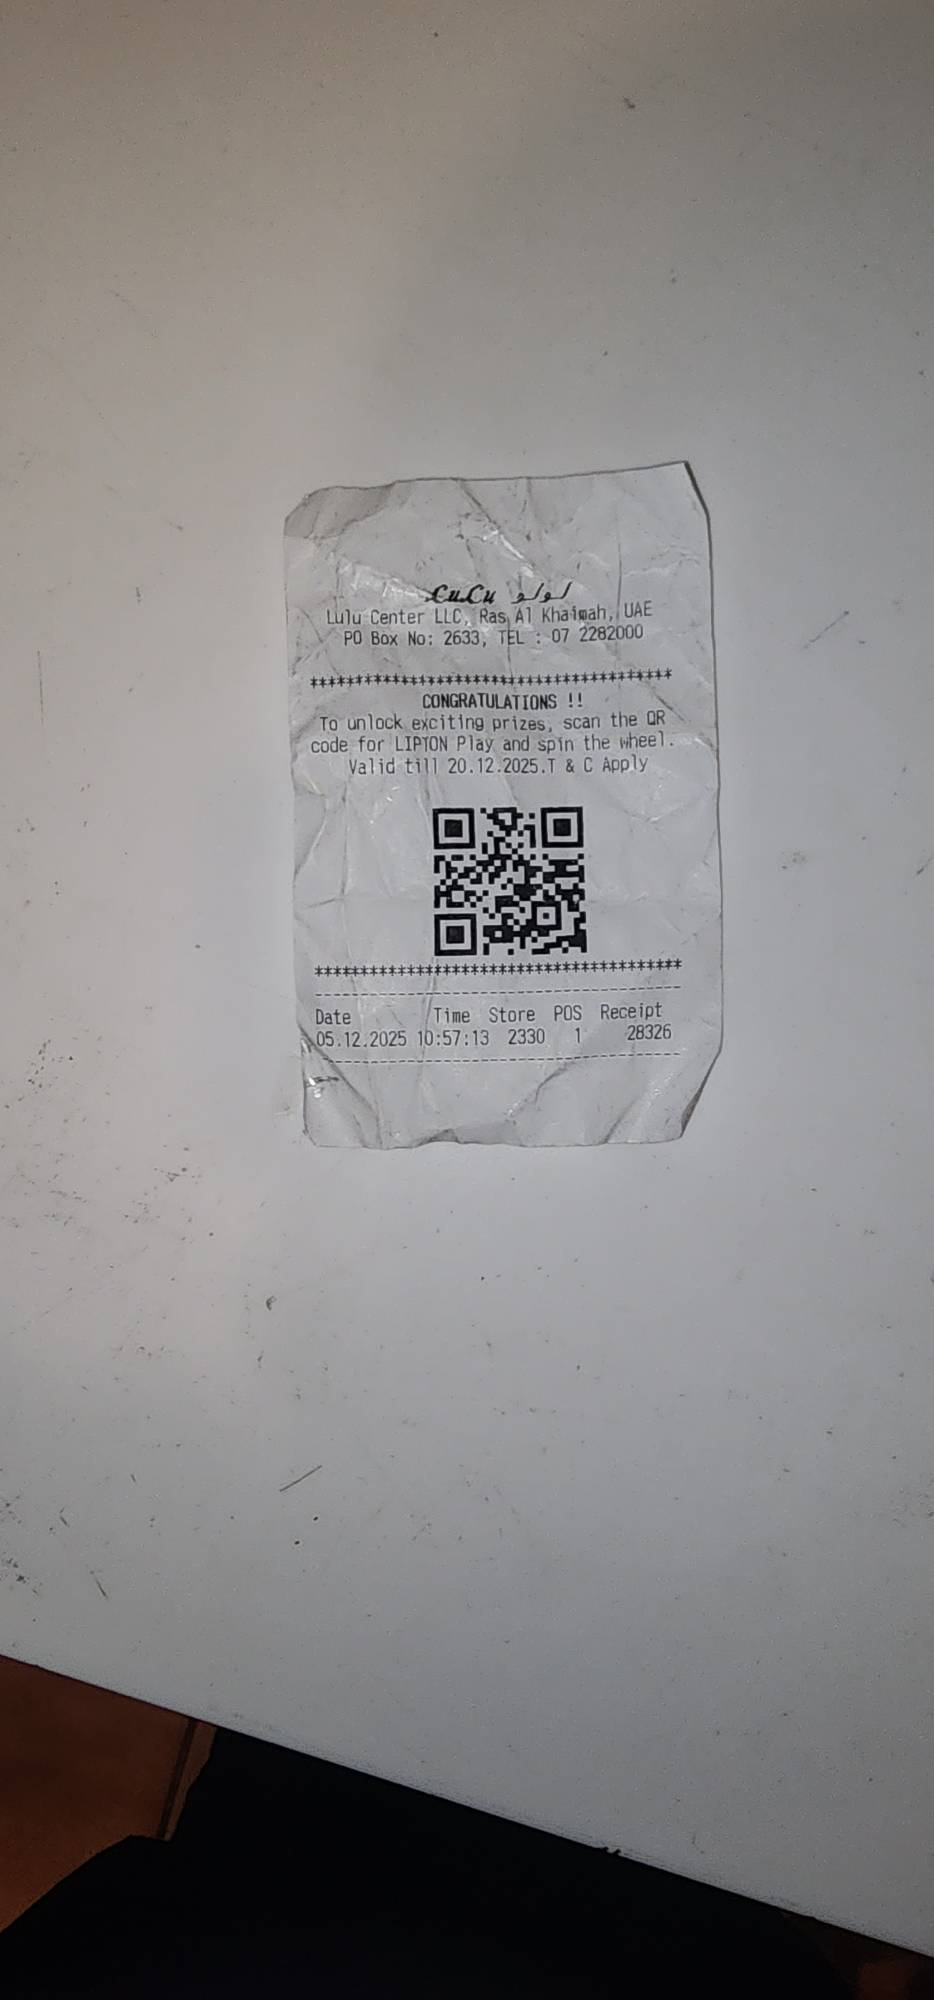 LuLu لولو
Lulu Center LLC, Ras Al Khaimah, UAE
PO Box No: 2633, TEL : 07 2282000
****************************************
CONGRATULATIONS !!
To unlock exciting prizes, scan the QR
code for LIPTON Play and spin the wheel.
Valid till 20.12.2025.T & C Apply
****************************************
----------------------------------------
Date Time Store POS Receipt
05.12.2025 10:57:13 2330 1 28326
----------------------------------------